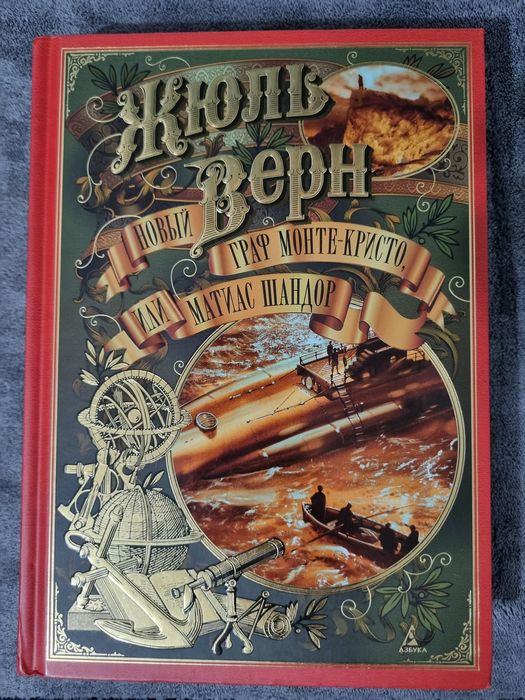 Жюль
Верн
НОВЫЙ
ГРАФ МОНТЕ-КРИСТО,
ИЛИ
МАТИАС ШАНДОР
АЗБУКА